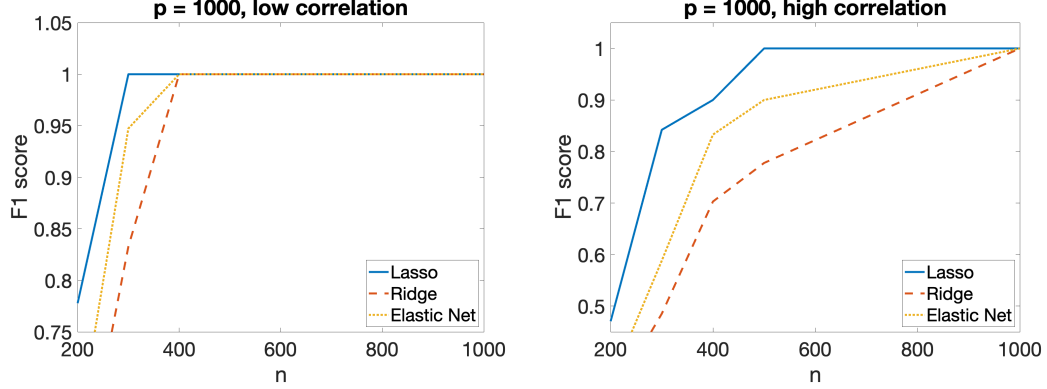 p = 1000, low correlation
1.05
1
0.95
0.9
0.85
0.8
0.75
F1 score
200
400
600
800
1000
n
Lasso
Ridge
Elastic Net
p = 1000, high correlation
1
0.9
0.8
0.7
0.6
0.5
F1 score
200
400
600
800
1000
n
Lasso
Ridge
Elastic Net